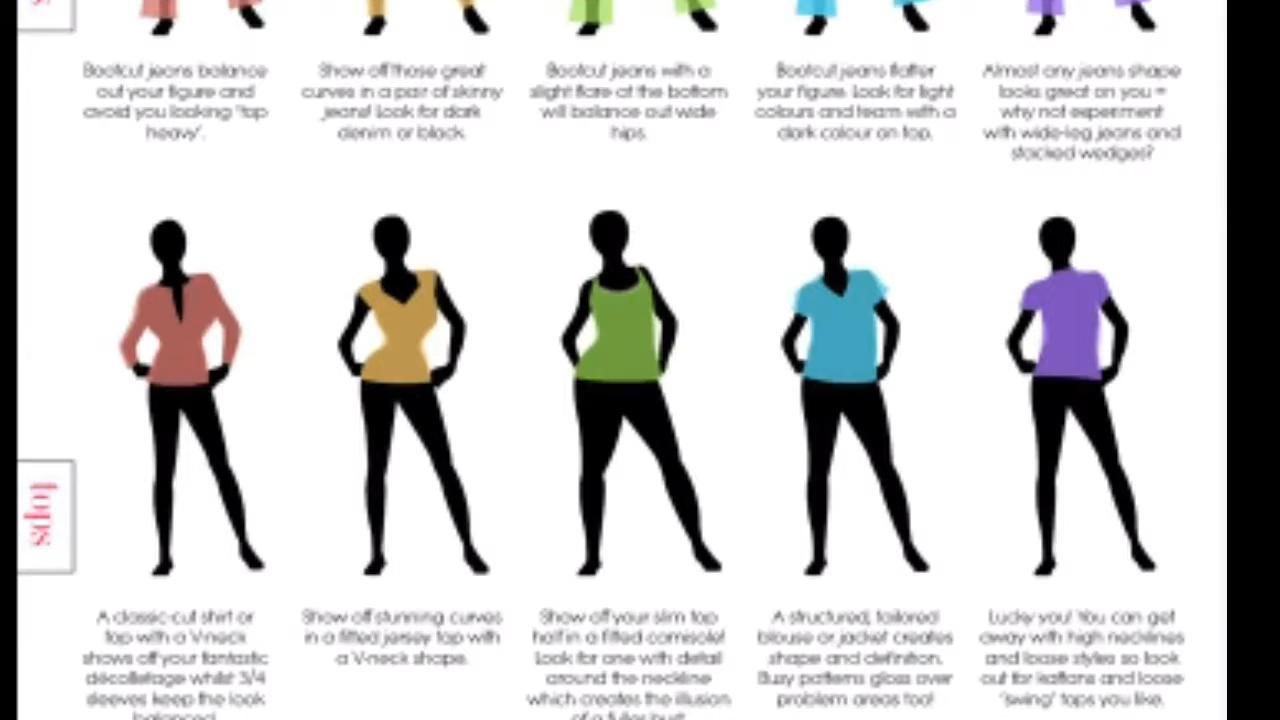 s
Bootcut jeans balance
out your figure and
avoid you looking 'top
heavy'.
Show off those great
curves in a pair of skinny
jeans! Look for dark
denim or black.
Bootcut jeans with a
slight flare at the bottom
will balance out wide
hips.
Bootcut jeans flatter
your figure. Look for light
colours and team with a
dark colour on top.
Almost any jeans shape
looks great on you –
why not experiment
with wide-leg jeans and
stacked wedges?
tops
A classic-cut shirt or
top with a V-neck
shows off your fantastic
décolletage whilst 3/4
sleeves keep the look
balanced.
Show off stunning curves
in a fitted jersey top with
a V-neck shape.
Show off your slim top
half in a fitted camisole!
Look for one with detail
around the neckline
which creates the illusion
of a fuller bust.
A structured, tailored
blouse or jacket creates
shape and definition.
Busy patterns gloss over
problem areas too!
Lucky you! You can get
away with high necklines
and loose styles so look
out for kaftans and loose
'swing' tops you like.